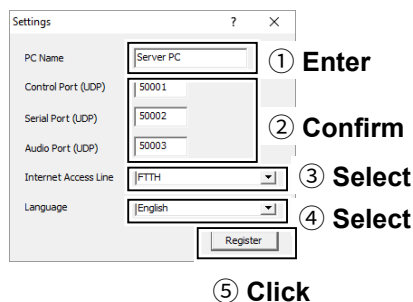 Settings ? ×
PC Name Server PC ① Enter
Control Port (UDP) 50001
Serial Port (UDP) 50002 ② Confirm
Audio Port (UDP) 50003
Internet Access Line FTTH ③ Select
Language English ④ Select
Register
⑤ Click